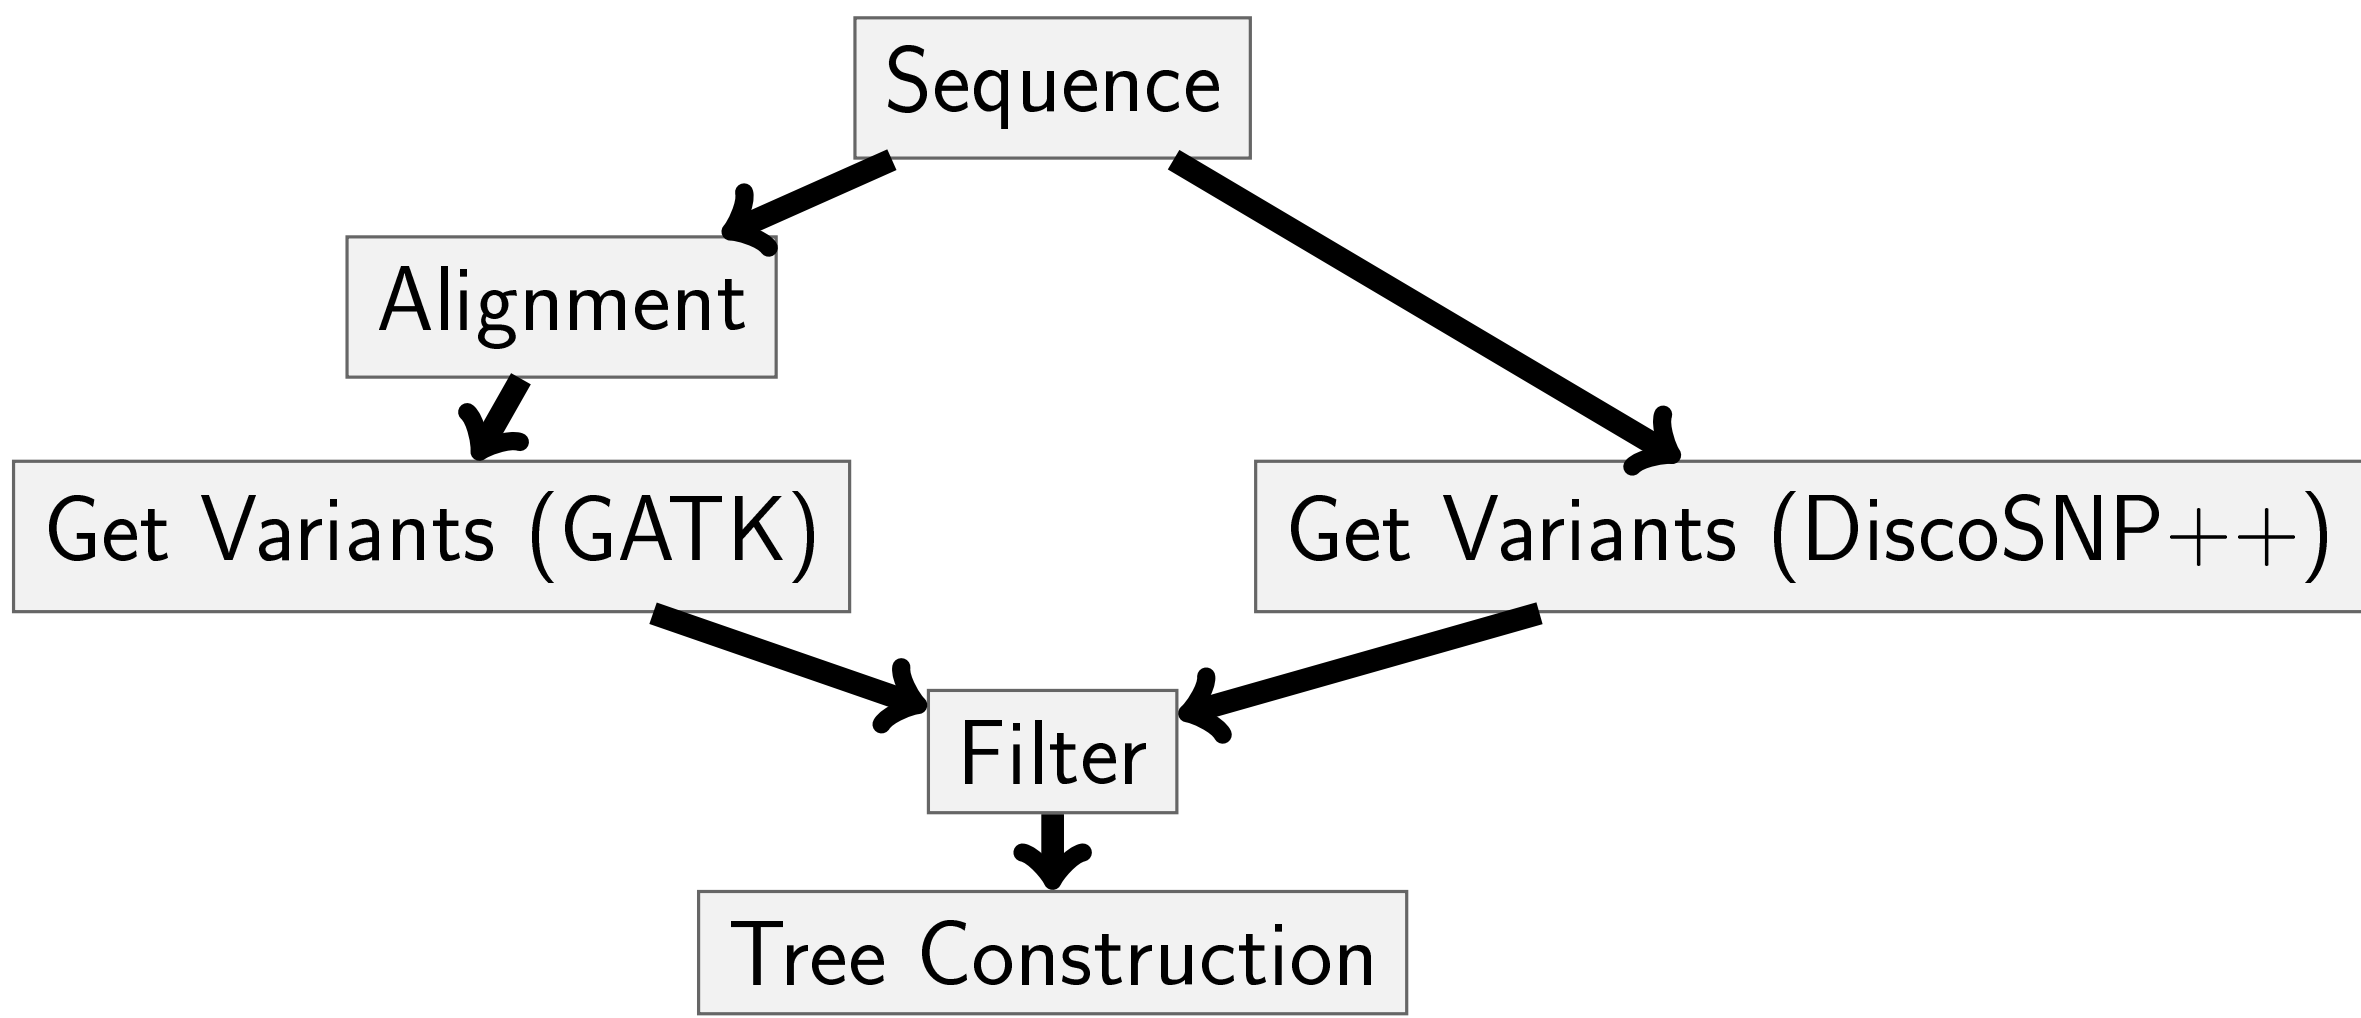 Sequence
Alignment
Get Variants (GATK)
Get Variants (DiscoSNP++)
Filter
Tree Construction